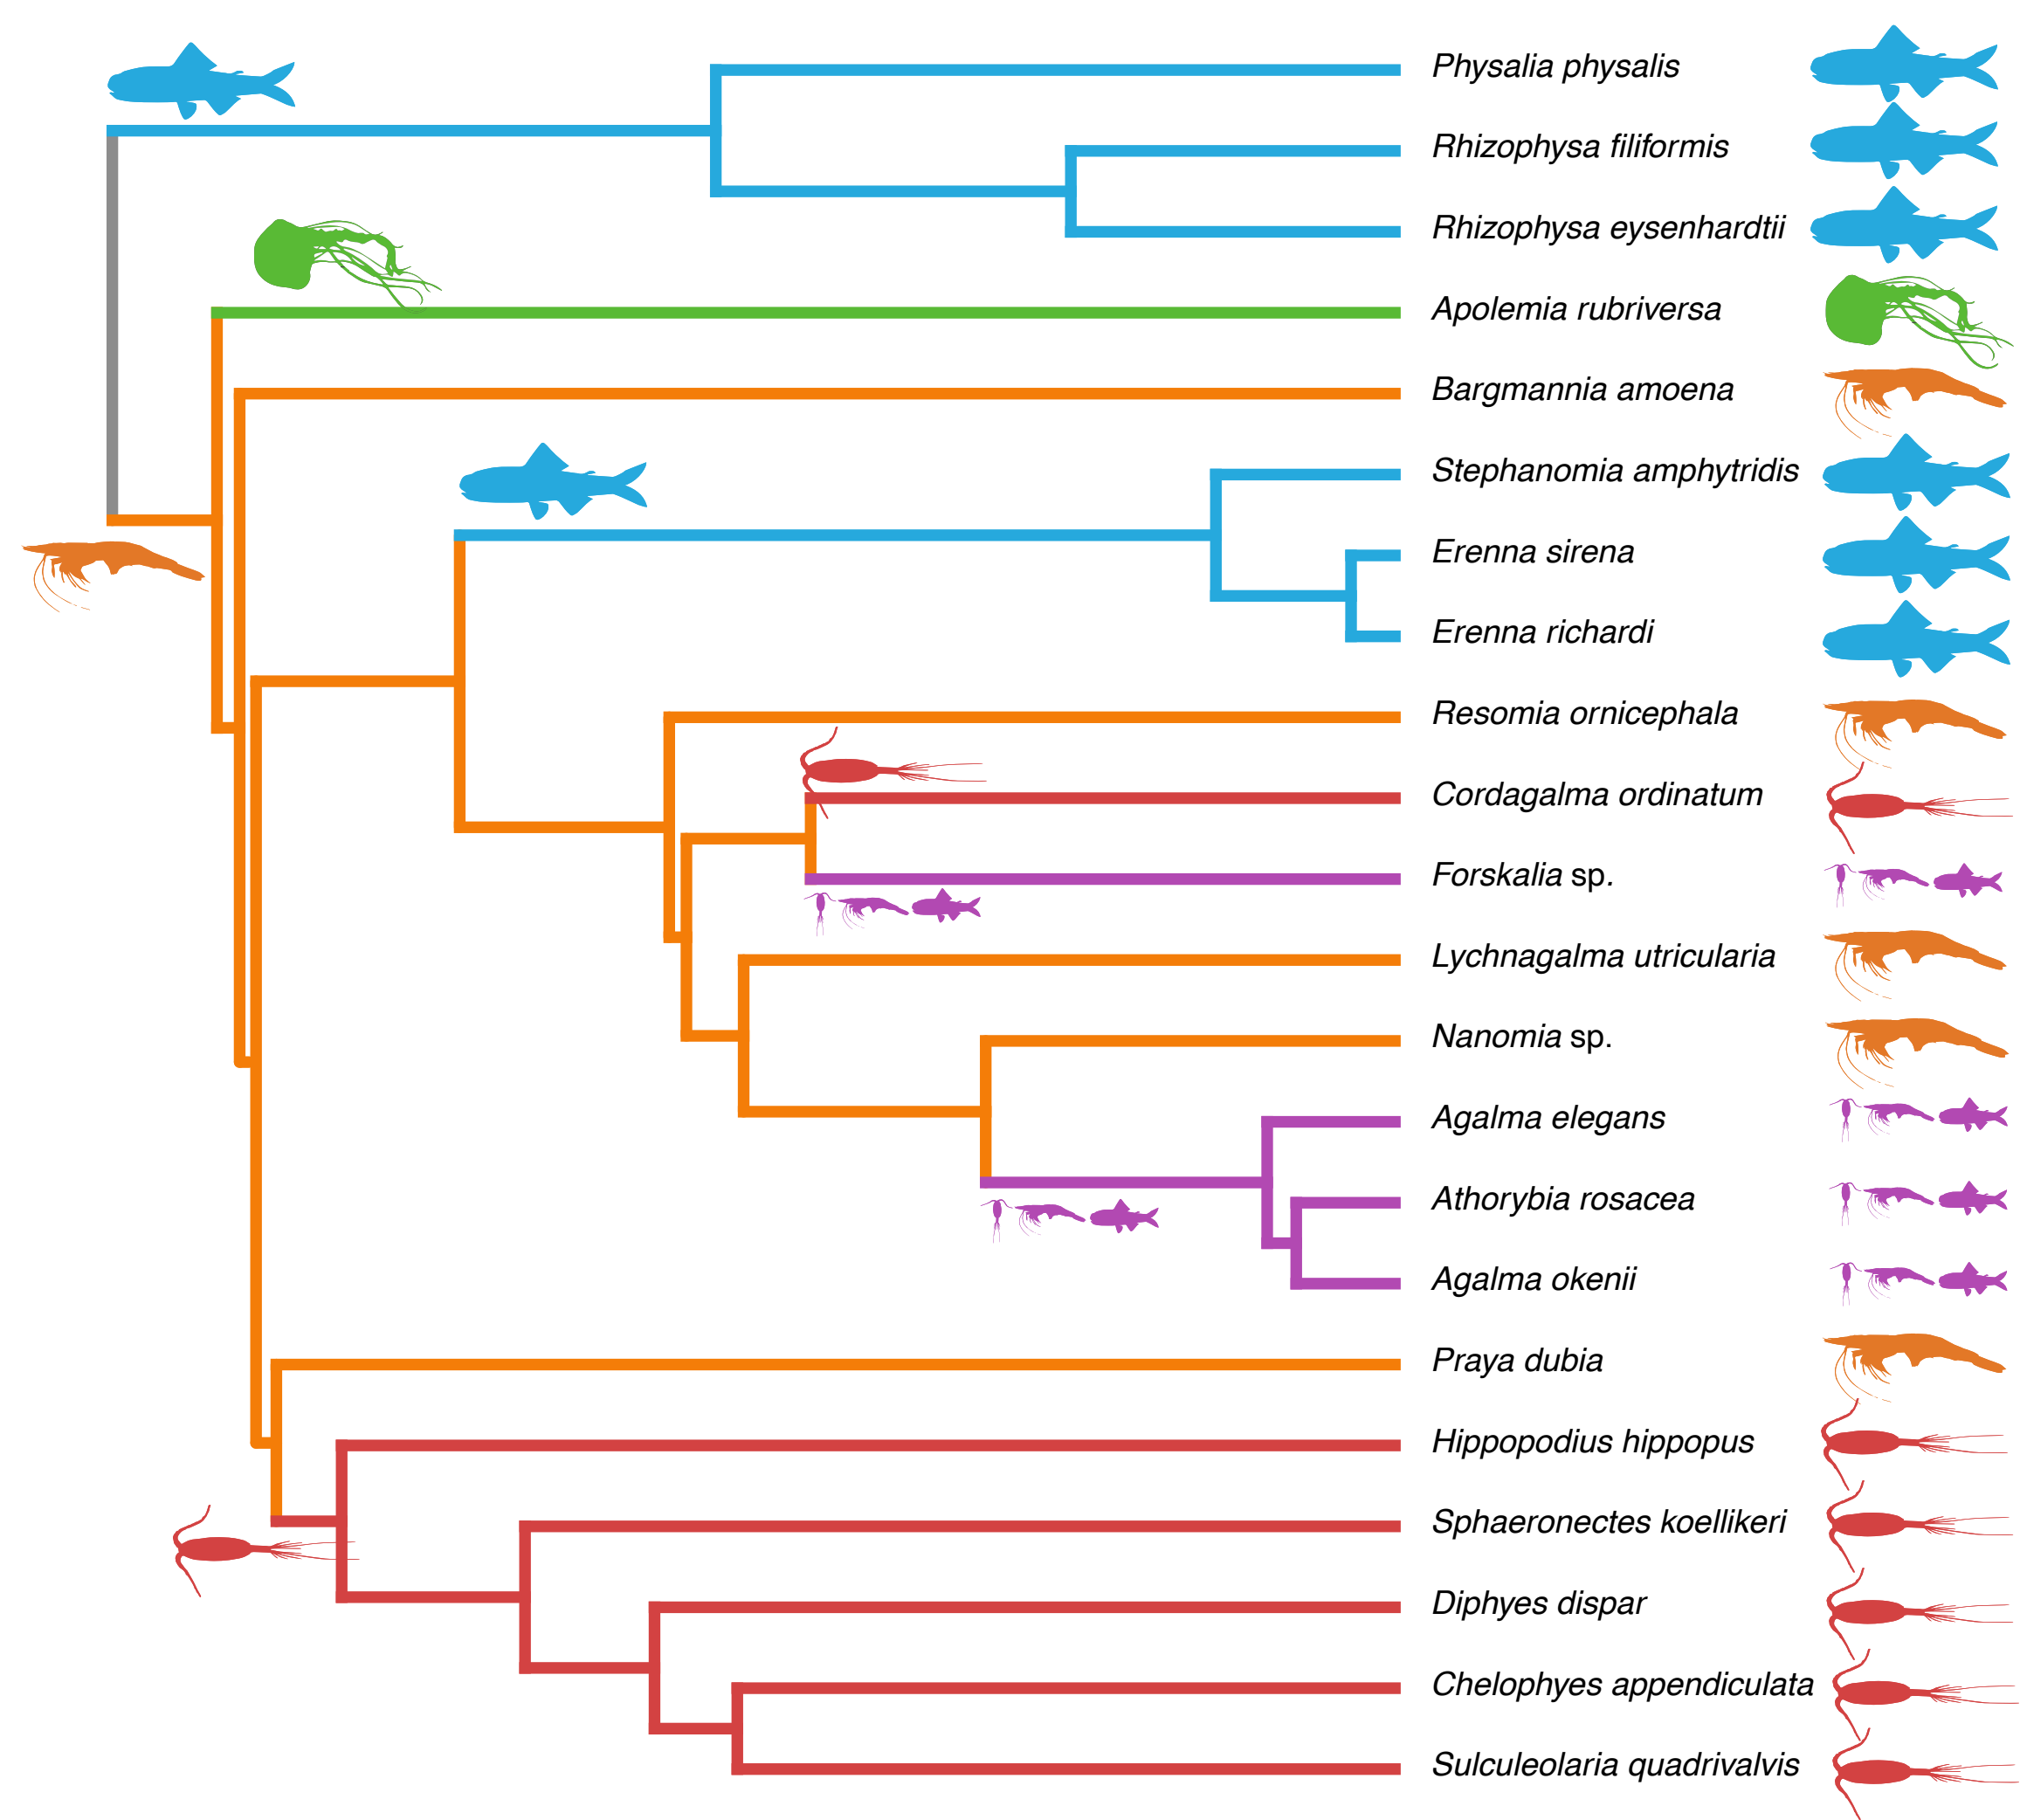 Physalia physalis
Rhizophysa filiformis
Rhizophysa eysenhardtii
Apolemia rubriversa
Bargmannia amoena
Stephanomia amphytridis
Erenna sirena
Erenna richardi
Resomia ornicephala
Cordagalma ordinatum
Forskalia sp.
Lychnagalma utricularia
Nanomia sp.
Agalma elegans
Athorybia rosacea
Agalma okenii
Praya dubia
Hippopodius hippopus
Sphaeronectes koellikeri
Diphyes dispar
Chelophyes appendiculata
Sulculeolaria quadrivalvis